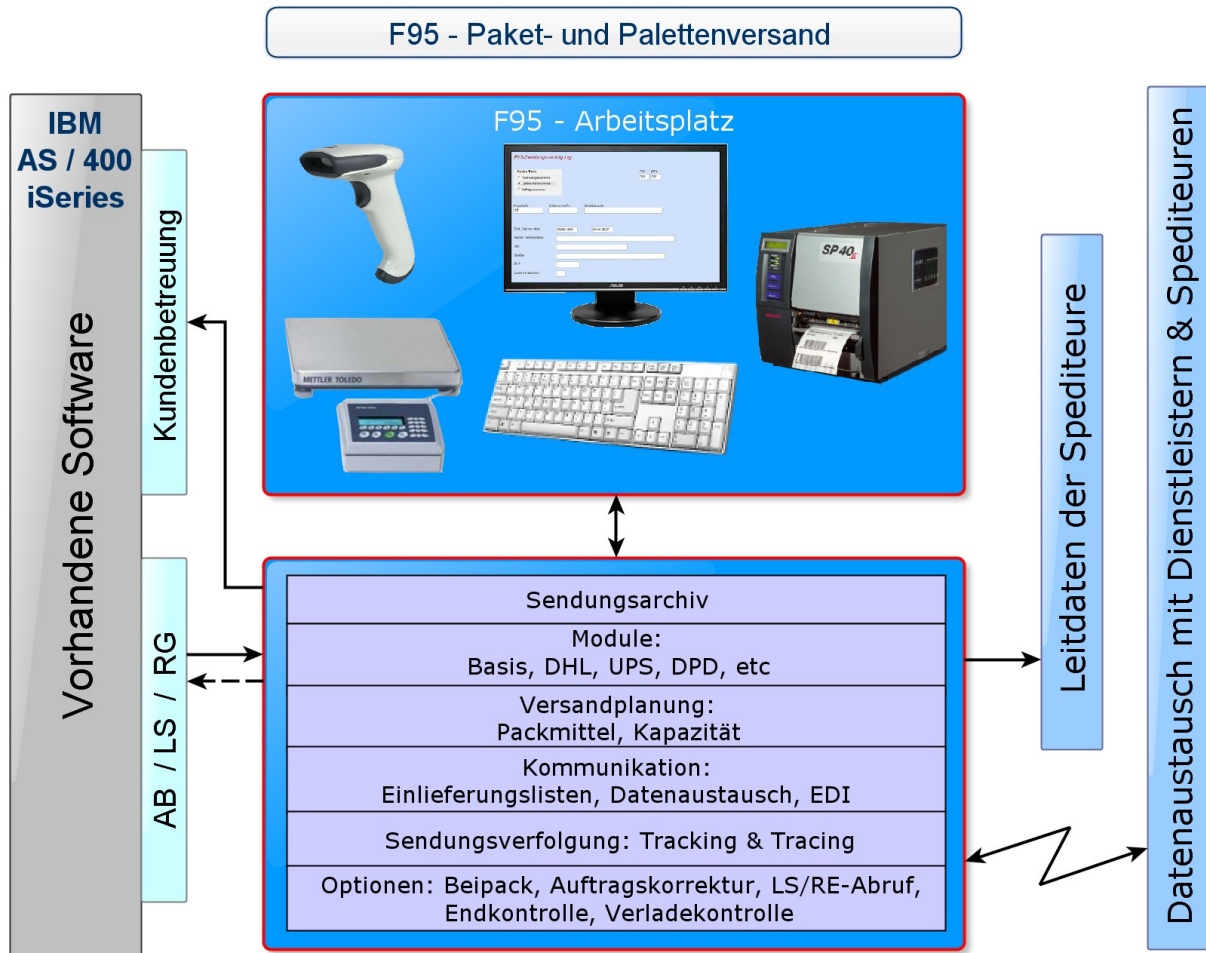 F95 - Paket- und Palettenversand
IBM
AS / 400
iSeries
Vorhandene Software
Kundenbetreuung
AB / LS / RG
F95 - Arbeitsplatz
SP40
METTLER TOLEDO
ASUS
Sendungsarchiv
Module:
Basis, DHL, UPS, DPD, etc
Versandplanung:
Packmittel, Kapazität
Kommunikation:
Einlieferungslisten, Datenaustausch, EDI
Sendungsverfolgung: Tracking & Tracing
Optionen: Beipack, Auftragskorrektur, LS/RE-Abruf,
Endkontrolle, Verladekontrolle
Leitdaten der Spediteure
Datenaustausch mit Dienstleistern & Spediteuren